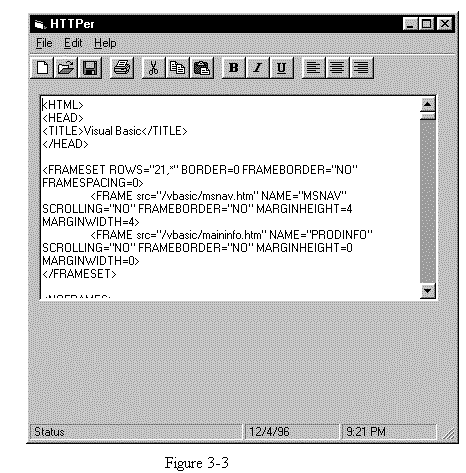 HTTPer
File Edit Help
B I U
<HTML>
<HEAD>
<TITLE>Visual Basic</TITLE>
</HEAD>
<FRAMESET ROWS="21,*" BORDER=0 FRAMEBORDER="NO"
FRAMESPACING=0>
<FRAME src="/vbasic/msnav.htm" NAME="MSNAV"
SCROLLING="NO" FRAMEBORDER="NO" MARGINHEIGHT=4
MARGINWIDTH=4>
<FRAME src="/vbasic/maininfo.htm" NAME="PRODINFO"
SCROLLING="NO" FRAMEBORDER="NO" MARGINHEIGHT=0
MARGINWIDTH=0>
</FRAMESET>
<NOFRAMES>
Status 12/4/96 9:21 PM
Figure 3-3